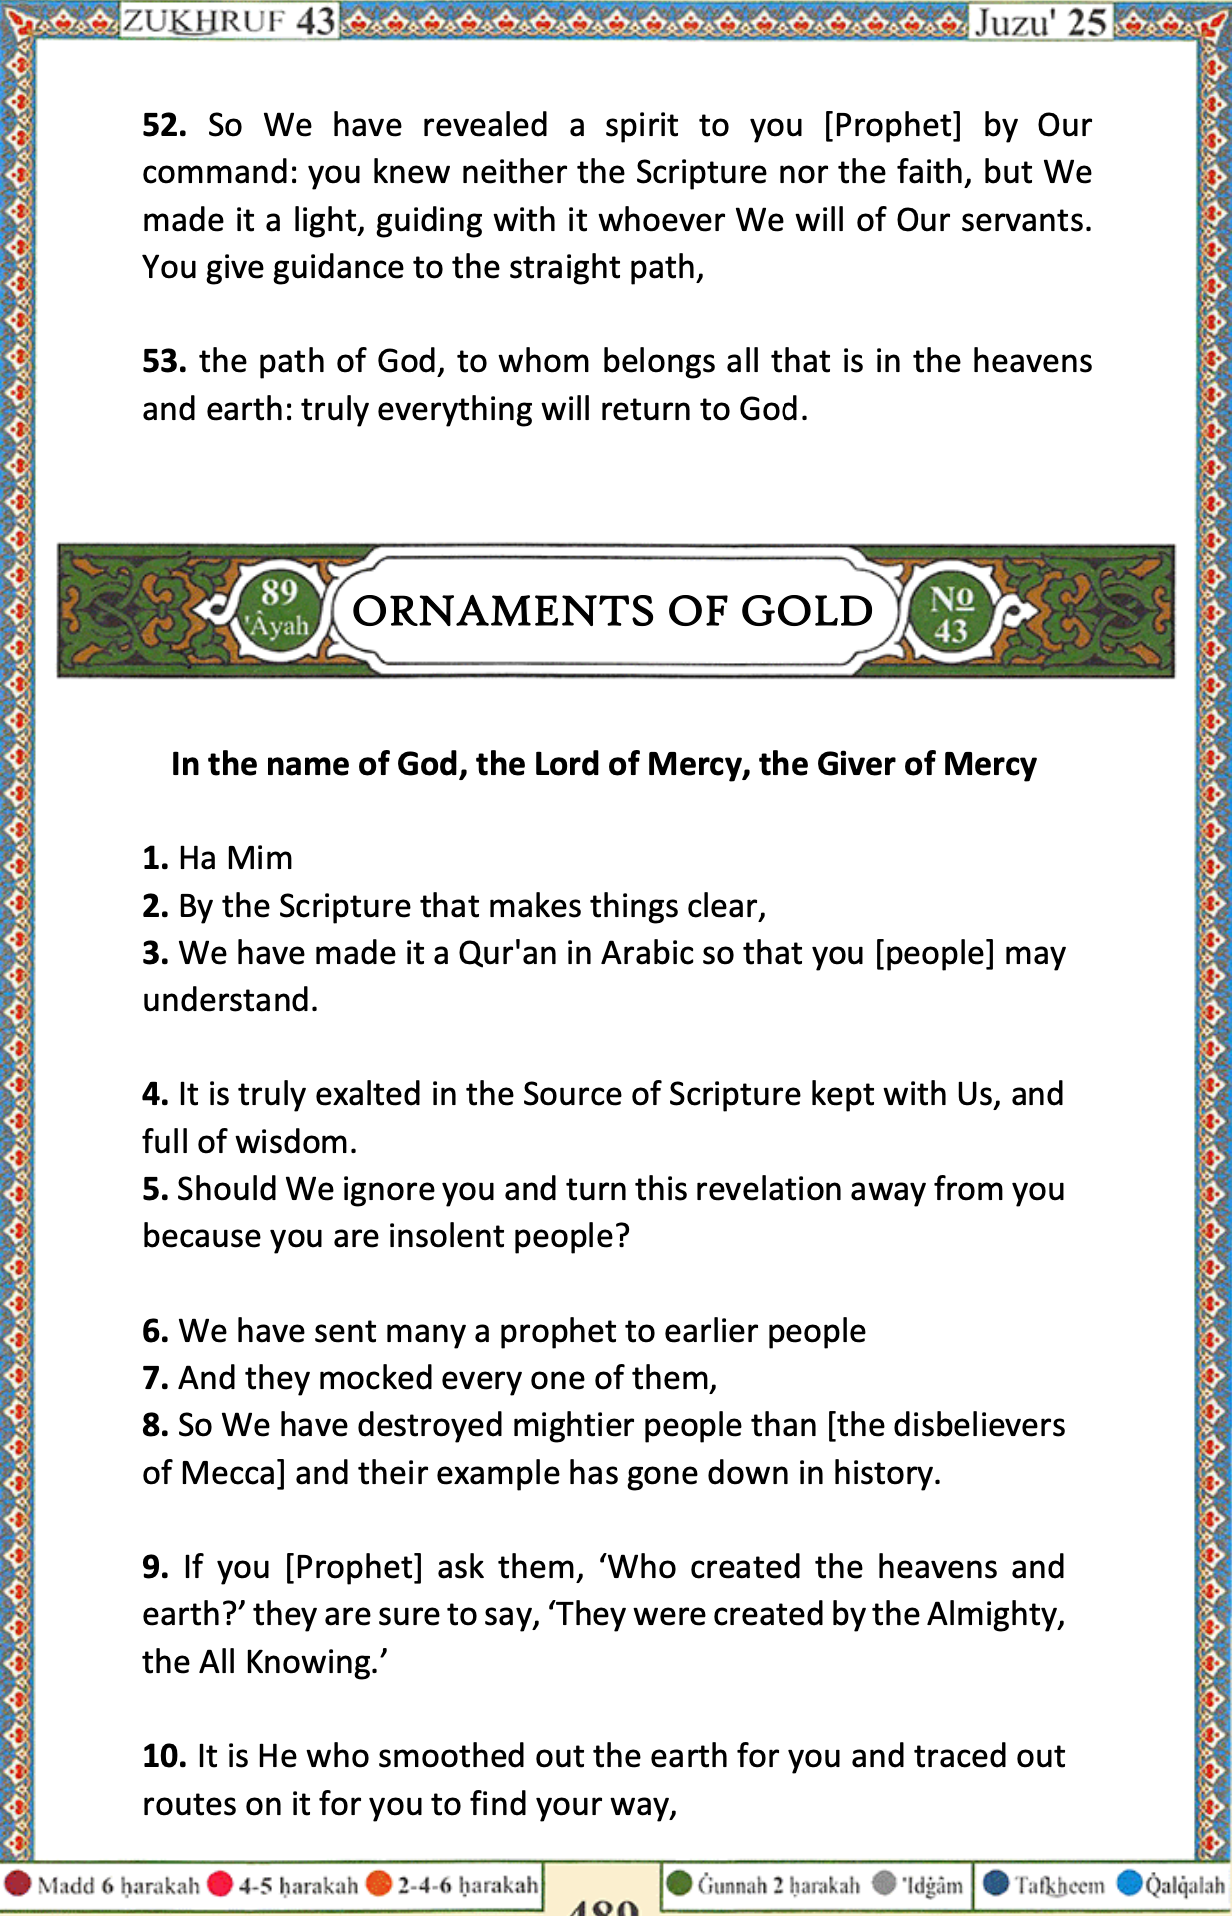 ZUKHRUF 43
Juzu' 25
52. So We have revealed a spirit to you [Prophet] by Our
command: you knew neither the Scripture nor the faith, but We
made it a light, guiding with it whoever We will of Our servants.
You give guidance to the straight path,
53. the path of God, to whom belongs all that is in the heavens
and earth: truly everything will return to God.
89
'Âyah
ORNAMENTS OF GOLD
No
43
In the name of God, the Lord of Mercy, the Giver of Mercy
1. Ha Mim
2. By the Scripture that makes things clear,
3. We have made it a Qur'an in Arabic so that you [people] may
understand.
4. It is truly exalted in the Source of Scripture kept with Us, and
full of wisdom.
5. Should We ignore you and turn this revelation away from you
because you are insolent people?
6. We have sent many a prophet to earlier people
7. And they mocked every one of them,
8. So We have destroyed mightier people than [the disbelievers
of Mecca] and their example has gone down in history.
9. If you [Prophet] ask them, ‘Who created the heavens and
earth?’ they are sure to say, ‘They were created by the Almighty,
the All Knowing.’
10. It is He who smoothed out the earth for you and traced out
routes on it for you to find your way,
Madd 6 ḥarakah 4-5 ḥarakah 2-4-6 ḥarakah
489
Ġunnah 2 ḥarakah 'Idġâm
Tafkheem Q̇alq̇alah